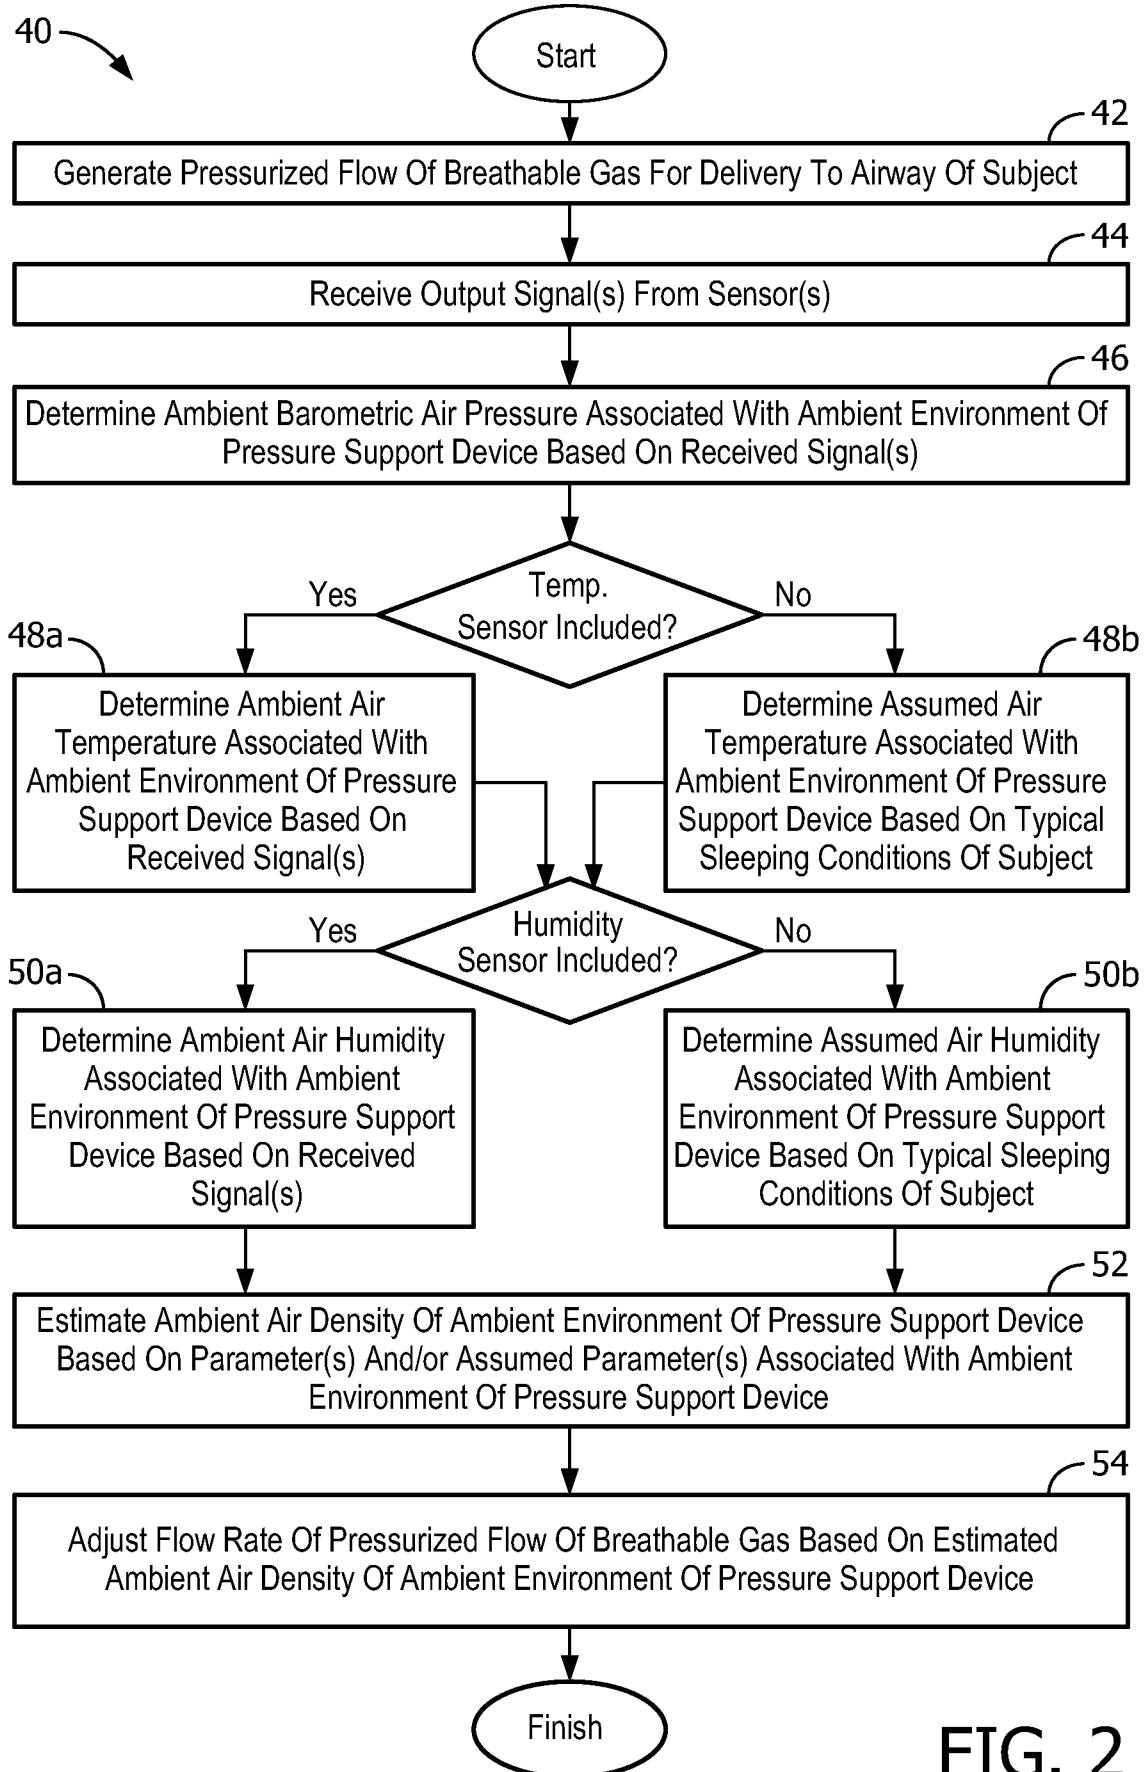 40
Start
42
Generate Pressurized Flow Of Breathable Gas For Delivery To Airway Of Subject
44
Receive Output Signal(s) From Sensor(s)
46
Determine Ambient Barometric Air Pressure Associated With Ambient Environment Of
Pressure Support Device Based On Received Signal(s)
Temp.
Sensor Included?
Yes
No
48a
Determine Ambient Air
Temperature Associated With
Ambient Environment Of Pressure
Support Device Based On
Received Signal(s)
48b
Determine Assumed Air
Temperature Associated With
Ambient Environment Of Pressure
Support Device Based On Typical
Sleeping Conditions Of Subject
Humidity
Sensor Included?
Yes
No
50a
Determine Ambient Air Humidity
Associated With Ambient
Environment Of Pressure Support
Device Based On Received
Signal(s)
50b
Determine Assumed Air Humidity
Associated With Ambient
Environment Of Pressure Support
Device Based On Typical Sleeping
Conditions Of Subject
52
Estimate Ambient Air Density Of Ambient Environment Of Pressure Support Device
Based On Parameter(s) And/or Assumed Parameter(s) Associated With Ambient
Environment Of Pressure Support Device
54
Adjust Flow Rate Of Pressurized Flow Of Breathable Gas Based On Estimated
Ambient Air Density Of Ambient Environment Of Pressure Support Device
Finish
FIG. 2